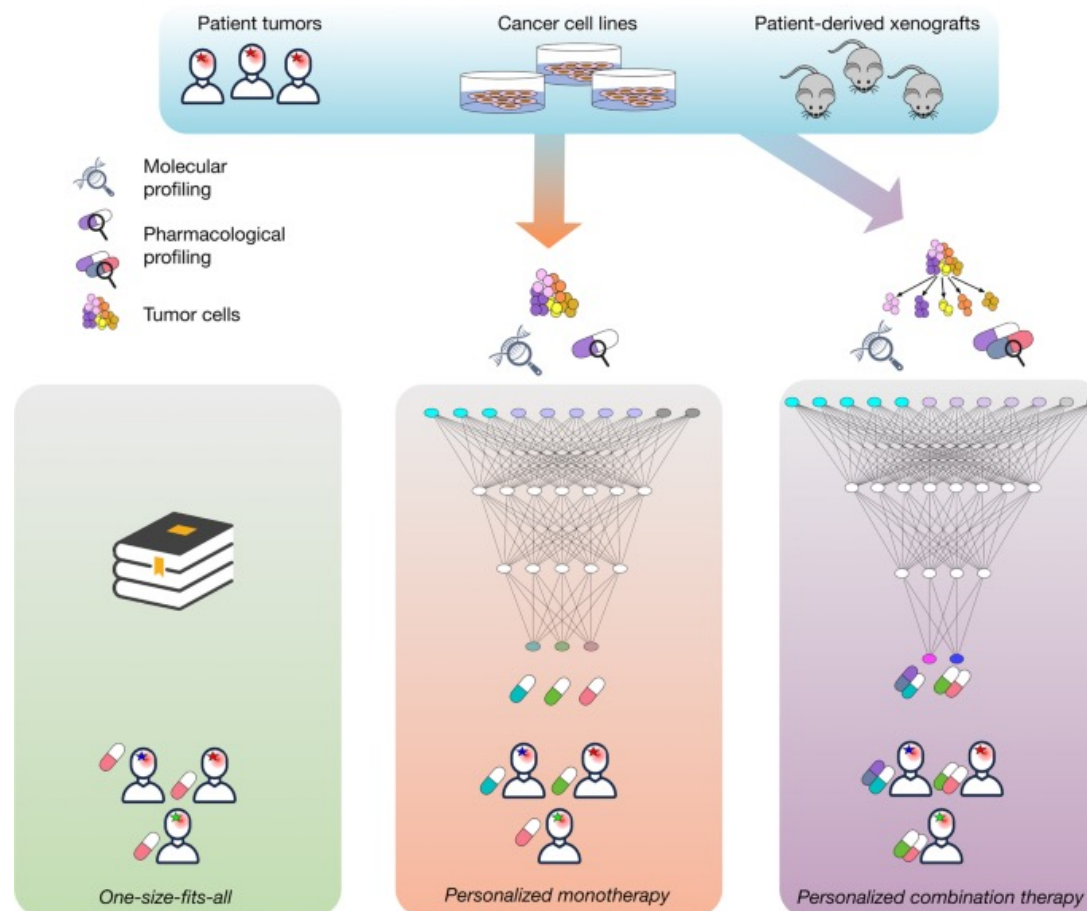 Patient tumors
Cancer cell lines
Patient-derived xenografts
Molecular
profiling
Pharmacological
profiling
Tumor cells
One-size-fits-all
Personalized monotherapy
Personalized combination therapy